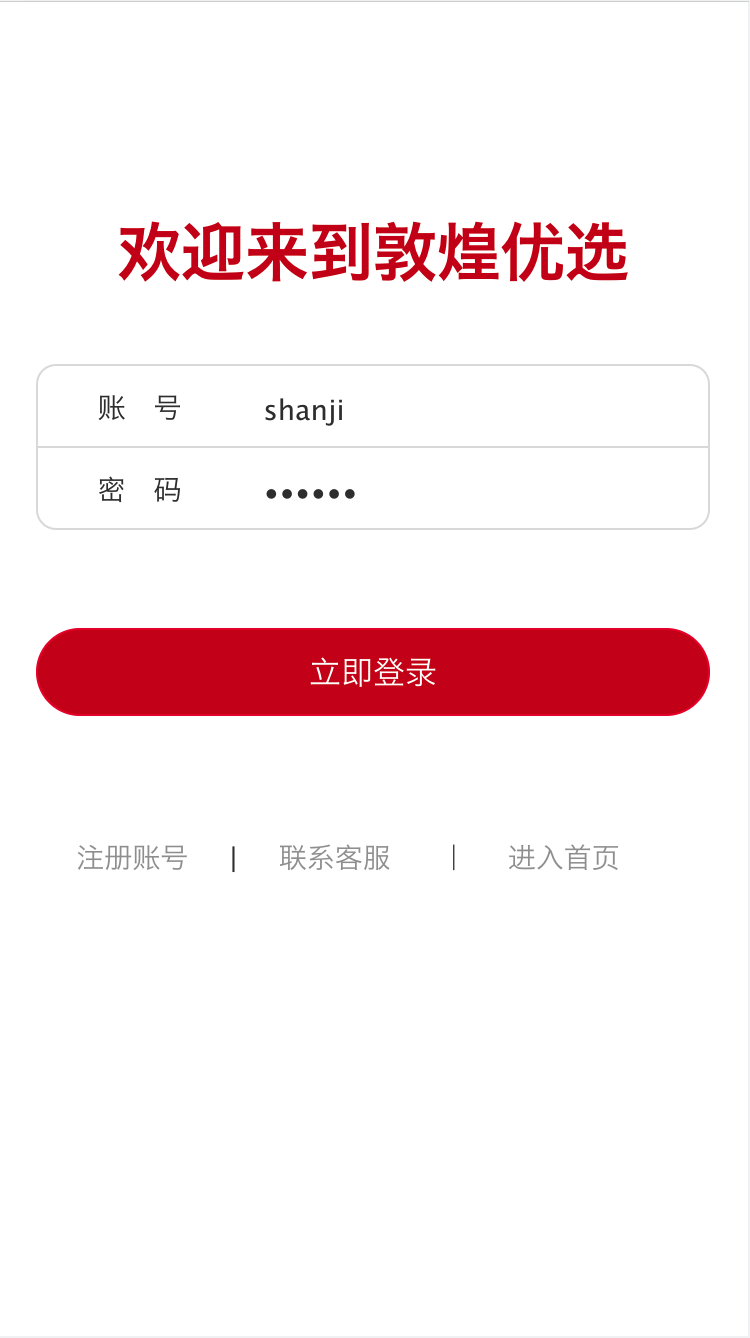 欢迎来到敦煌优选
账 号 shanji
密 码 ••••••
立即登录
注册账号 | 联系客服 | 进入首页